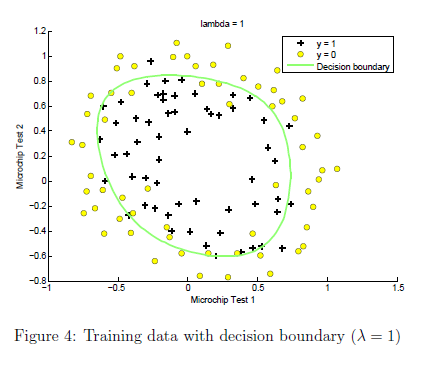 lambda = 1
y = 1
y = 0
Decision boundary
1.2
1
0.8
0.6
0.4
0.2
0
−0.2
−0.4
−0.6
−0.8
Microchip Test 2
−1
−0.5
0
0.5
1
1.5
Microchip Test 1
Figure 4: Training data with decision boundary (λ = 1)